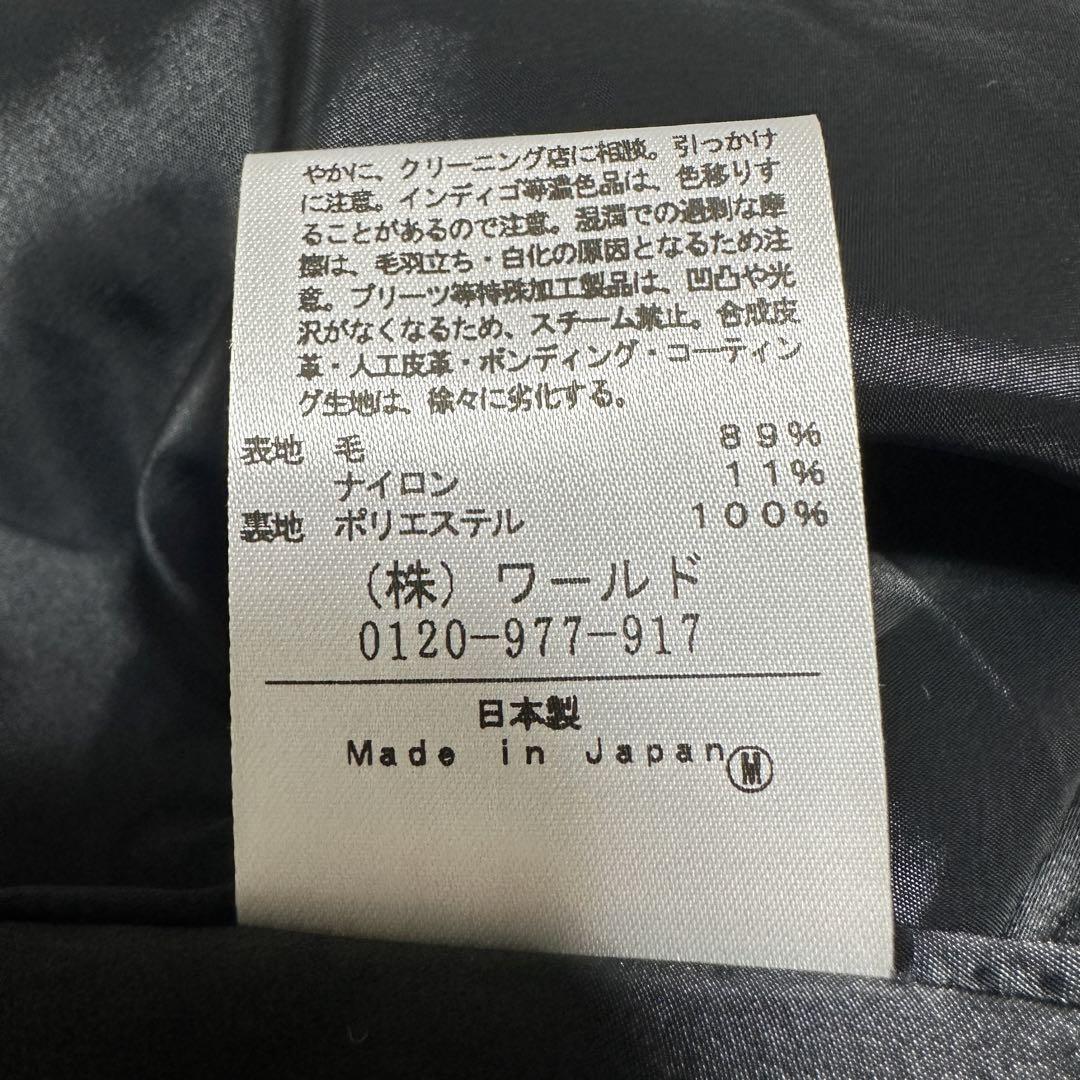 やかに、クリーニング店に相談。引っかけ
に注意。インディゴ等濃色品は、色移りす
ることがあるので注意。湿潤での過剰な摩
擦は、毛羽立ち・白化の原因となるため注
意。プリーツ等特殊加工製品は、凹凸や光
沢がなくなるため、スチーム禁止。合成皮
革・人工皮革・ボンディング・コーティン
グ生地は、徐々に劣化する。
表地 毛 89%
ナイロン 11%
裏地 ポリエステル 100%
(株) ワールド
0120-977-917
日本製
Made in Japan Ⓜ